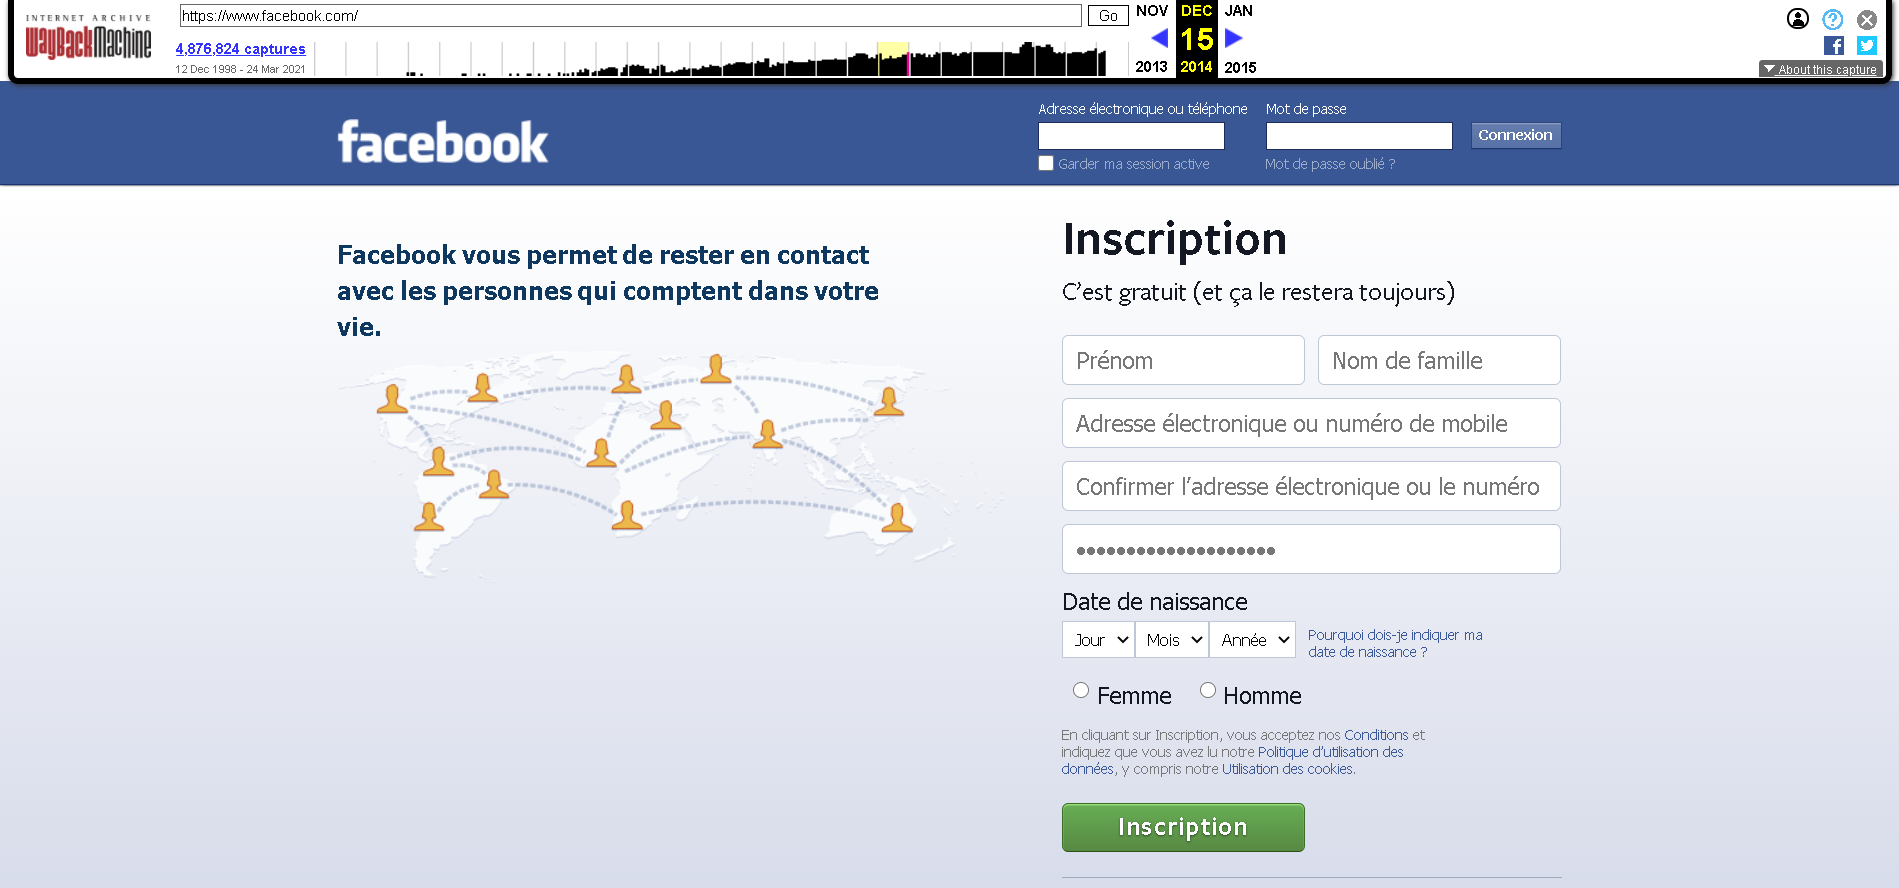 INTERNET ARCHIVE
WayBackMachine
https://www.facebook.com/
Go
4,876,824 captures
12 Dec 1998 - 24 Mar 2021
NOV DEC JAN
15
2013 2014 2015
About this capture
facebook
Adresse électronique ou téléphone
Mot de passe
Connexion
Garder ma session active
Mot de passe oublié ?
Facebook vous permet de rester en contact
avec les personnes qui comptent dans votre
vie.
Inscription
C’est gratuit (et ça le restera toujours)
Prénom
Nom de famille
Adresse électronique ou numéro de mobile
Confirmer l’adresse électronique ou le numéro
Date de naissance
Jour
Mois
Année
Pourquoi dois-je indiquer ma
date de naissance ?
Femme
Homme
En cliquant sur Inscription, vous acceptez nos Conditions et
indiquez que vous avez lu notre Politique d’utilisation des
données, y compris notre Utilisation des cookies.
Inscription